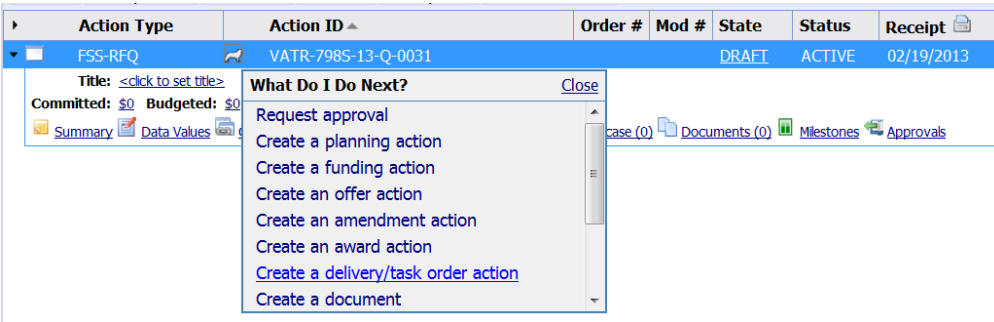 Action Type Action ID Order # Mod # State Status Receipt
FSS-RFQ VATR-798S-13-Q-0031 DRAFT ACTIVE 02/19/2013
Title: <click to set title>
Committed: $0 Budgeted: $0
Summary Data Values case (0) Documents (0) Milestones Approvals
What Do I Do Next? Close
Request approval
Create a planning action
Create a funding action
Create an offer action
Create an amendment action
Create an award action
Create a delivery/task order action
Create a document